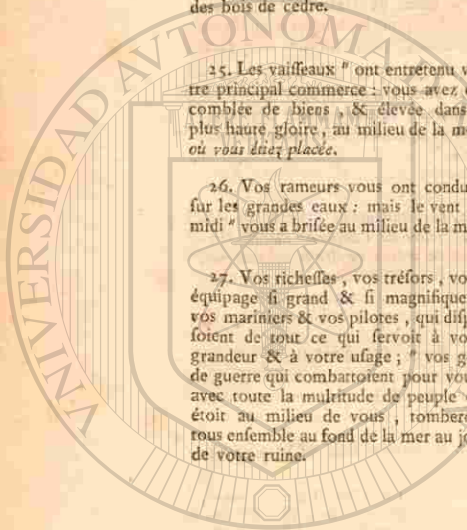 des bois de cedre.
25. Les vaiſſeaux " ont entretenu v
tre principal commerce : vous avez
comblée de biens , & élevée dans
plus haute gloire , au milieu de la m
où vous étiez placée.
26. Vos rameurs vous ont condu
ſur les grandes eaux : mais le vent
midi " vous a briſée au milieu de la m
27. Vos richeſſes , vos tréſors , vo
équipage ſi grand & ſi magnifique
vos mariniers & vos pilotes , qui diſ
ſoient de tout ce qui ſervoit à vo
grandeur & à votre uſage ; " vos g
de guerre qui combattoient pour vou
avec toute la multitude de peuple
étoit au milieu de vous , tomber
tous enſemble au fond de la mer au jo
de votre ruine.
UNIVERSIDAD AUTONOMA